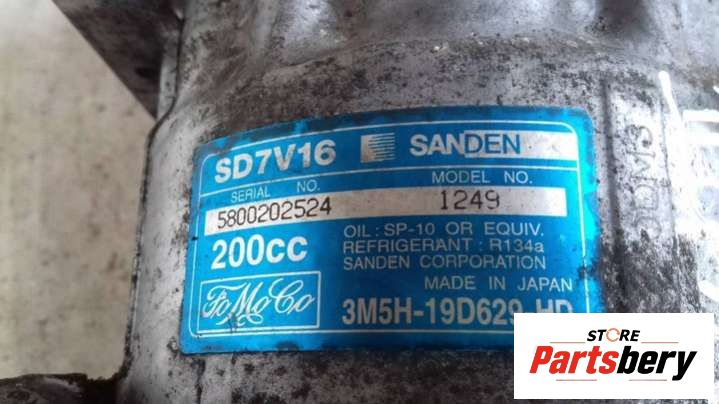 SD7V16 SANDEN
SERIAL NO. MODEL NO.
5800202524 1249
200cc
OIL : SP-10 OR EQUIV.
REFRIGERANT : R134a
SANDEN CORPORATION
MADE IN JAPAN
FoMoCo
3M5H-19D629-HD
STORE
Partsbery